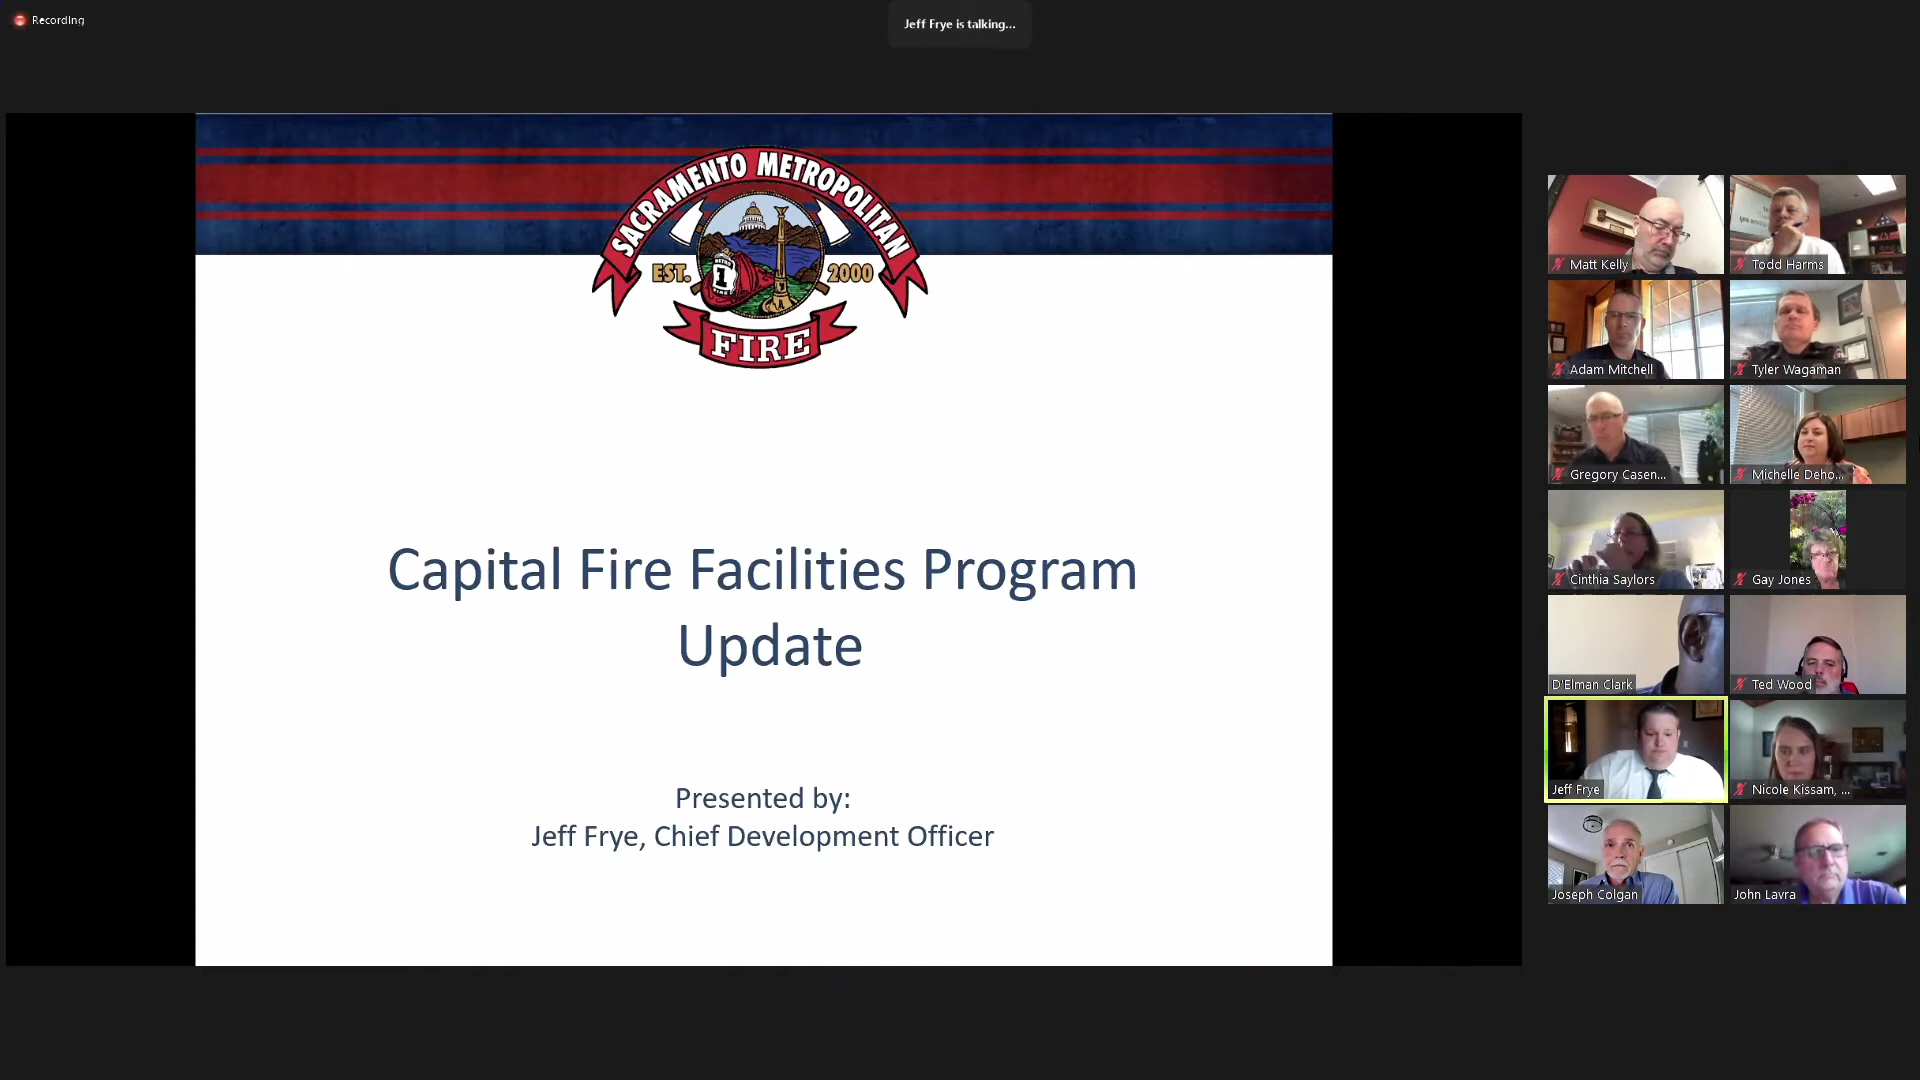 Recording
Jeff Frye is talking...
SACRAMENTO METROPOLITAN
EST. 2000
1
FIRE
Capital Fire Facilities Program
Update
Presented by:
Jeff Frye, Chief Development Officer
Matt Kelly
Todd Harms
Adam Mitchell
Tyler Wagaman
Gregory Casen...
Michelle Deho...
Cinthia Saylors
Gay Jones
D'Elman Clark
Ted Wood
Jeff Frye
Nicole Kissam, ...
Joseph Colgan
John Lavra